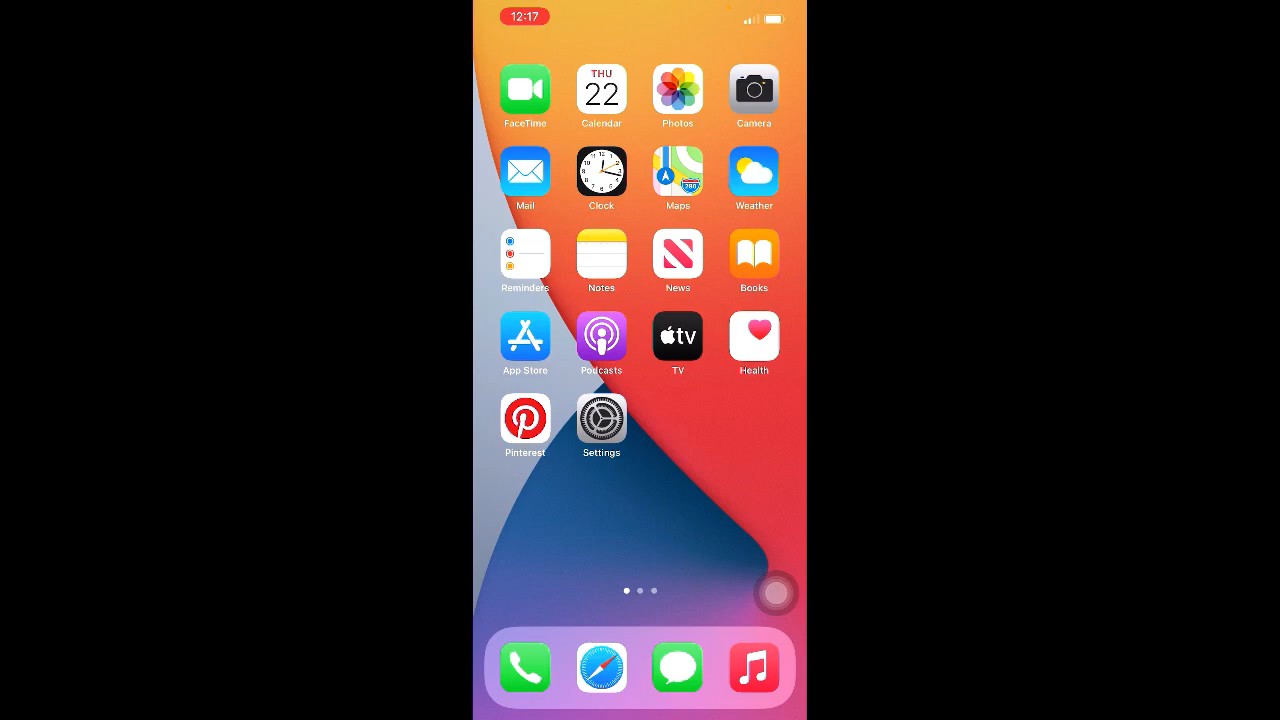 12:17
THU
22
FaceTime
Calendar
Photos
Camera
Mail
Clock
Maps
Weather
280
Reminders
Notes
News
Books
tv
App Store
Podcasts
TV
Health
Pinterest
Settings